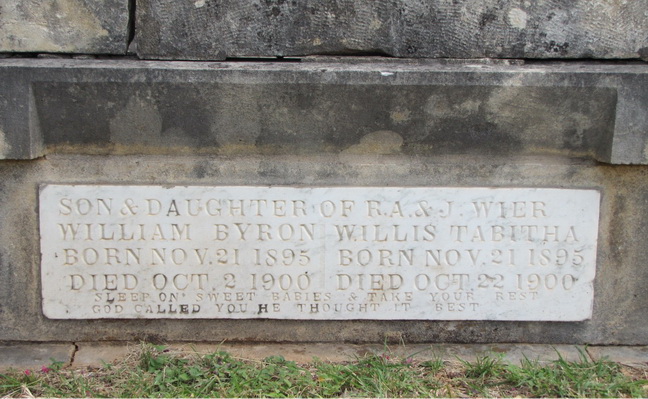 SON & DAUGHTER OF R.A. & J. WIER
WILLIAM BYRON WILLIS TABITHA
BORN NOV. 21 1895 BORN NOV. 21 1895
DIED OCT. 2 1900 DIED OCT. 22 1900
SLEEP ON SWEET BABIES & TAKE YOUR REST
GOD CALLED YOU HE THOUGHT IT BEST